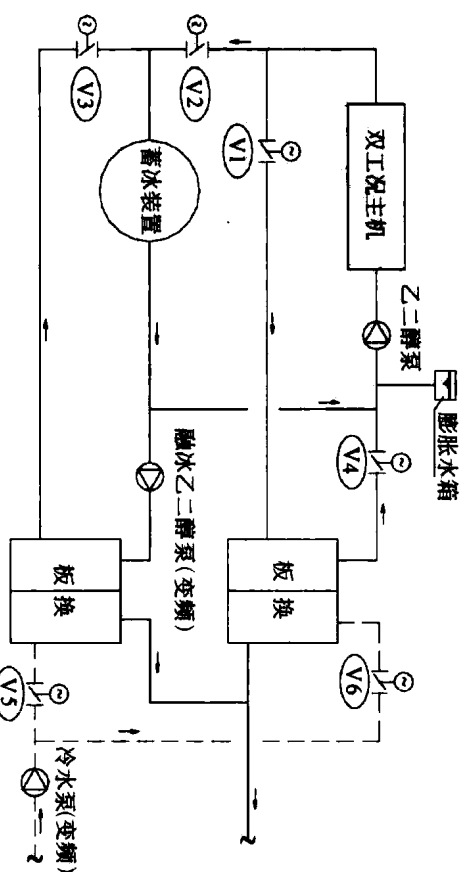 双工况主机
乙二醇泵
膨胀水箱
V1
V2
V3
V4
蓄冰装置
融冰乙二醇泵(变频)
板换
板换
V6
V5
冷水泵(变频)
~
~
~
~
~
~